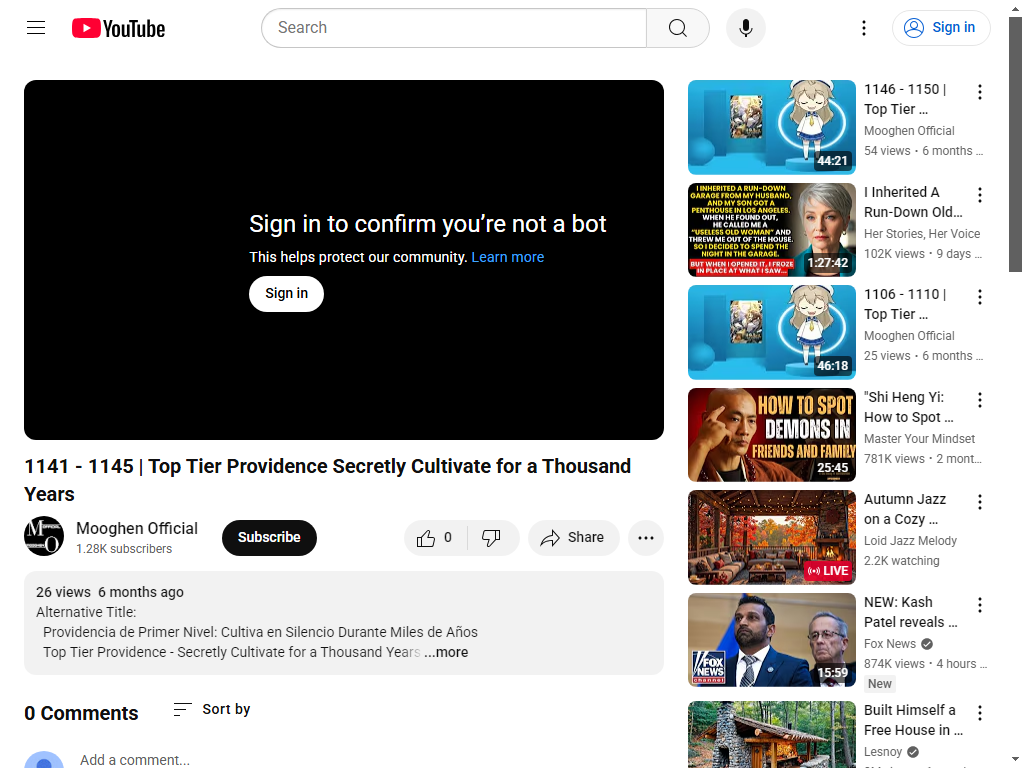 YouTube
Search
Sign in
Sign in to confirm you're not a bot
This helps protect our community. Learn more
Sign in
1141 - 1145 | Top Tier Providence Secretly Cultivate for a Thousand
Years
Mooghen Official
1.28K subscribers
Subscribe
0
Share
26 views 6 months ago
Alternative Title:
Providencia de Primer Nivel: Cultiva en Silencio Durante Miles de Años
Top Tier Providence - Secretly Cultivate for a Thousand Years ...more
0 Comments
Sort by
Add a comment...
44:21
1146 - 1150 |
Top Tier ...
Mooghen Official
54 views • 6 months ...
I INHERITED A RUN-DOWN
GARAGE FROM MY HUSBAND,
AND MY SON GOT A
PENTHOUSE IN LOS ANGELES.
WHEN HE FOUND OUT,
HE CALLED ME A
"USELESS OLD WOMAN" AND
THREW ME OUT OF THE HOUSE.
SO I DECIDED TO SPEND THE
NIGHT IN THE GARAGE.
BUT WHEN I OPENED IT, I FROZE
IN PLACE AT WHAT I SAW...
1:27:42
I Inherited A
Run-Down Old...
Her Stories, Her Voice
102K views • 9 days ...
46:18
1106 - 1110 |
Top Tier ...
Mooghen Official
25 views • 6 months ...
HOW TO SPOT
DEMONS IN
FRIENDS AND FAMILY
25:45
"Shi Heng Yi:
How to Spot ...
Master Your Mindset
781K views • 2 mont...
LIVE
Autumn Jazz
on a Cozy ...
Loid Jazz Melody
2.2K watching
FOX
NEWS
channel
15:59
NEW: Kash
Patel reveals ...
Fox News
874K views • 4 hours ...
New
Built Himself a
Free House in ...
Lesnoy